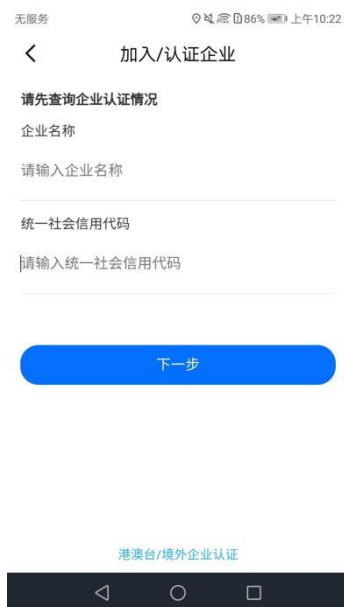 无服务 86% 上午10:22
加入/认证企业
请先查询企业认证情况
企业名称
请输入企业名称
统一社会信用代码
请输入统一社会信用代码
下一步
港澳台/境外企业认证